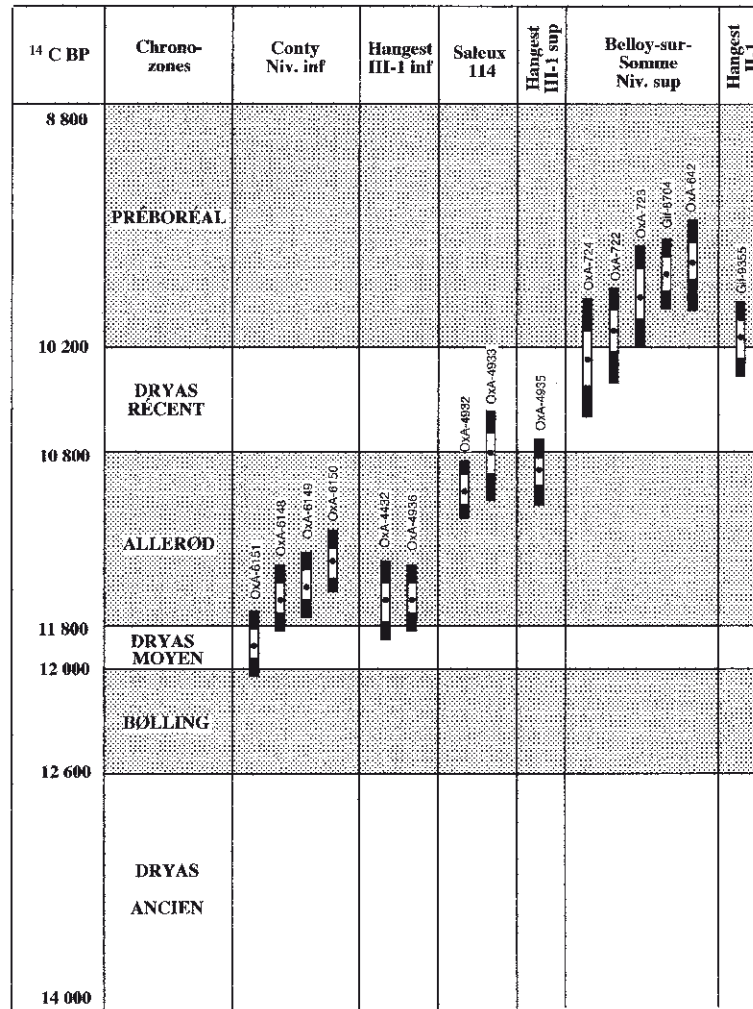 14 C BP
Chrono-
zones
Conty
Niv. inf
Hangest
III-1 inf
Saleux
114
Hangest
III-1 sup
Belloy-sur-
Somme
Niv. sup
Hangest
II-1
8 800
PRÉBORÉAL
10 200
DRYAS
RÉCENT
10 800
ALLERØD
11 800
DRYAS
MOYEN
12 000
BØLLING
12 600
DRYAS
ANCIEN
14 000
OxA-6151
OxA-6148
OxA-6149
OxA-6150
OxA-4432
OxA-4936
OxA-4932
OxA-4933
OxA-4935
OxA-724
OxA-722
OxA-723
Gif-6704
OxA-642
Gif-9355